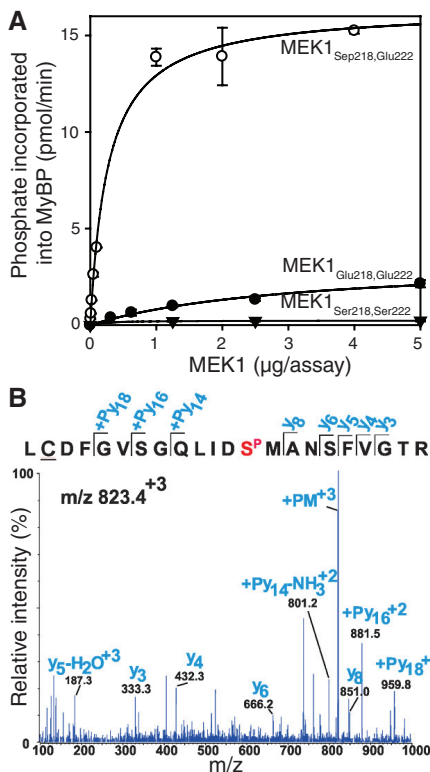 A
Phosphate incorporated
into MyBP (pmol/min)
15
10
5
0
MEK1Sep218,Glu222
MEK1Glu218,Glu222
MEK1Ser218,Ser222
0 1 2 3 4 5
MEK1 (µg/assay)
B
+Py18 +Py16 +Py14 y8 y6 y5 y4 y3
L C D F G V S G Q L I D SP M A N S F V G T R
m/z 823.4+3
+PM+3
+Py14-NH3+2
801.2
+Py16+2
881.5
y5-H2O+3
187.3
y3
333.3
y4
432.3
y6
666.2
y8
851.0
+Py18+
959.8
Relative intensity (%)
100 200 300 400 500 600 700 800 900 1000
m/z